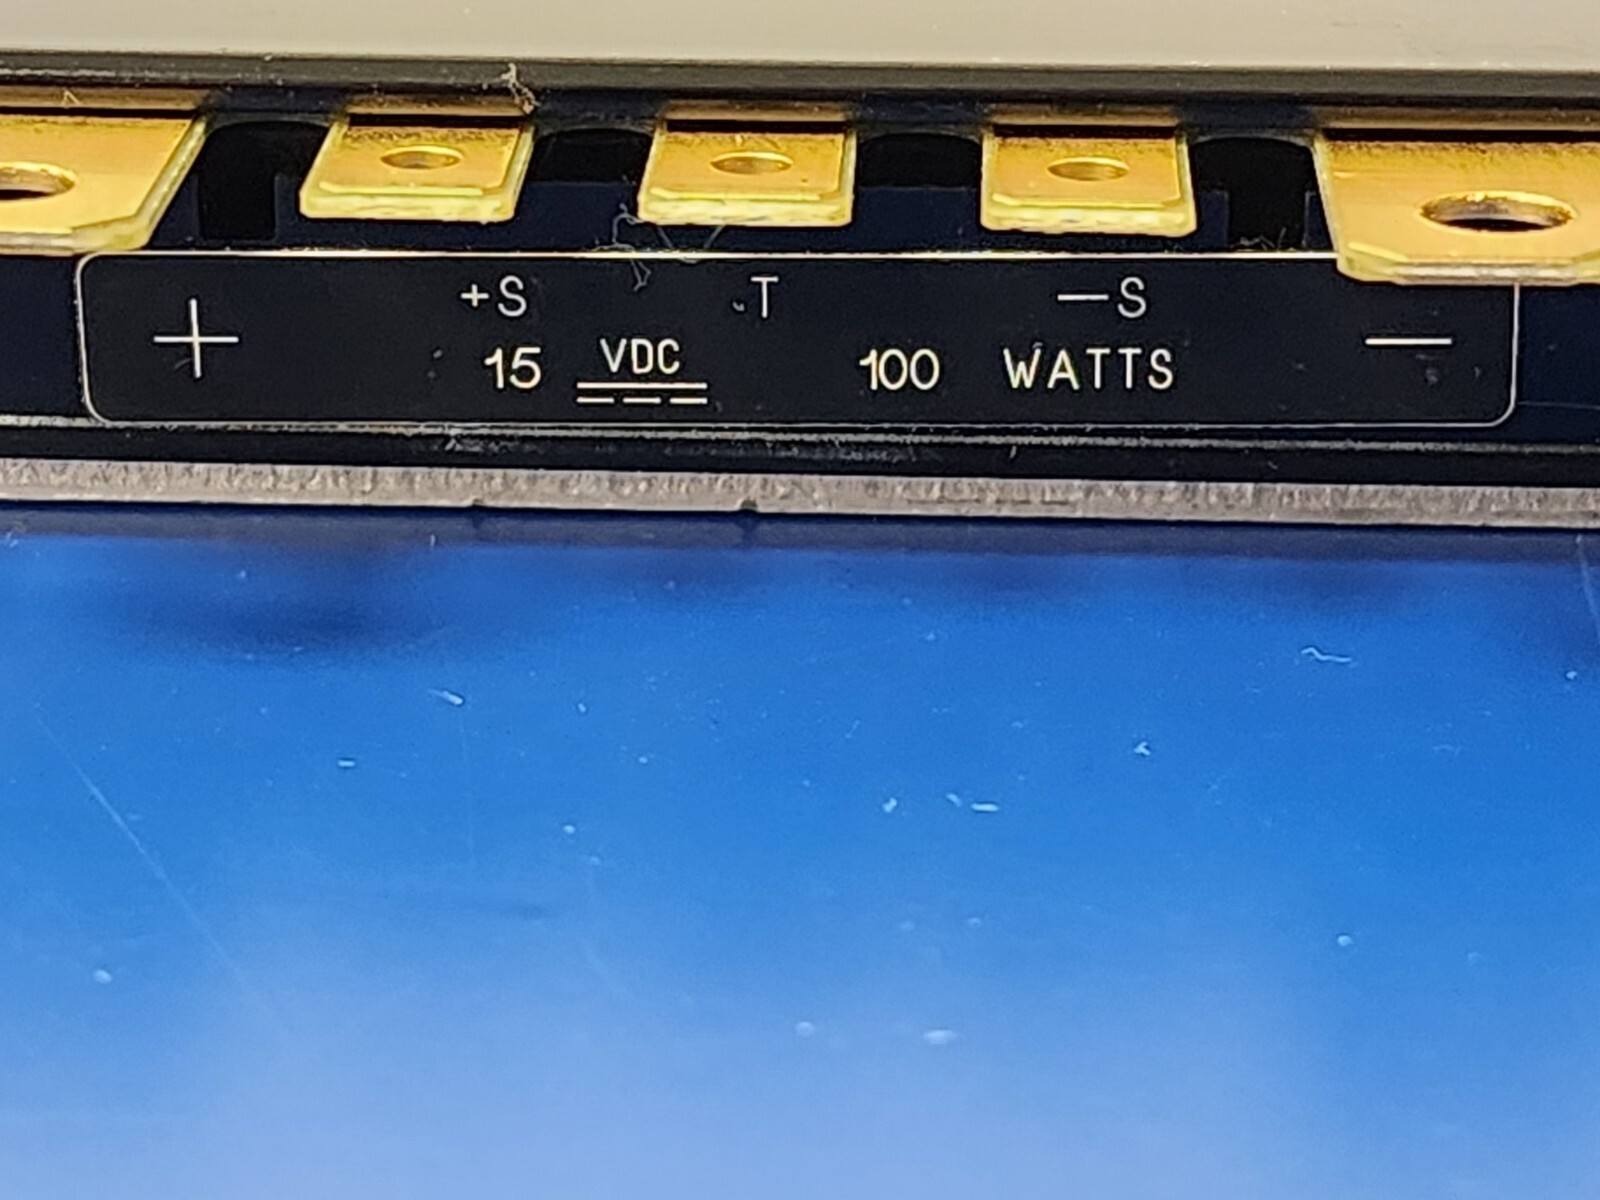 +S T —S
+ 15 VDC 100 WATTS —